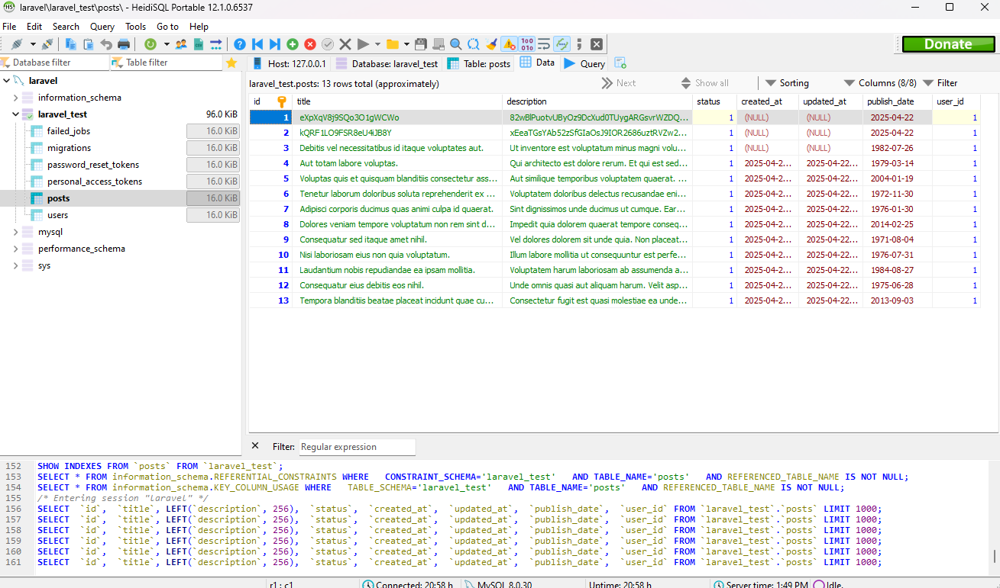 laravel\laravel_test\posts\ - HeidiSQL Portable 12.1.0.6537
File Edit Search Query Tools Go to Help
Donate
Database filter Table filter Host: 127.0.0.1 Database: laravel_test Table: posts Data Query
laravel
information_schema
laravel_test 96.0 KiB
failed_jobs 16.0 KiB
migrations 16.0 KiB
password_reset_tokens 16.0 KiB
personal_access_tokens 16.0 KiB
posts 16.0 KiB
users 16.0 KiB
mysql
performance_schema
sys
laravel_test.posts: 13 rows total (approximately) Next Show all Sorting Columns (8/8) Filter
id title description status created_at updated_at publish_date user_id
1 eXpXqV8j9SQo3O1gWCWo 82wBlPuotvUByOz9DcXud0TUygARGsvrWZDQ... 1 (NULL) (NULL) 2025-04-22 1
2 kQRF1LO9FSR8eU4iJB8Y xEeaTGsYAb52zSfGIaOsJ9IOR2686uztRVZw2... 1 (NULL) (NULL) 2025-04-22 1
3 Debitis vel necessitatibus id itaque voluptates aut. Ut inventore est voluptatum minus magni volu... 1 (NULL) (NULL) 1982-07-26 1
4 Aut totam labore voluptas. Qui architecto est dolore rerum. Et qui est sed... 1 2025-04-2... 2025-04-22... 1979-03-14 1
5 Voluptas quis et quisquam blanditiis consectetur ass... Aut similique temporibus voluptatem quaerat. ... 1 2025-04-2... 2025-04-22... 2004-01-19 1
6 Tenetur laborum doloribus soluta reprehenderit ex ... Voluptatem doloribus delectus recusandae eni... 1 2025-04-2... 2025-04-22... 1972-11-30 1
7 Adipisci corporis ducimus quas animi culpa id quaerat. Sint dignissimos unde ducimus ut cumque. Ear... 1 2025-04-2... 2025-04-22... 1976-01-30 1
8 Dolores veniam tempore voluptatum non rem sint d... Impedit quia dolorem quaerat tempore conseq... 1 2025-04-2... 2025-04-22... 2014-02-25 1
9 Consequatur sed itaque amet nihil. Vel dolores dolorem sit unde quia. Non placeat... 1 2025-04-2... 2025-04-22... 1971-08-04 1
10 Nisi laboriosam eius non quia voluptatum. Illum labore mollitia ut consequuntur est perfe... 1 2025-04-2... 2025-04-22... 1976-07-31 1
11 Laudantium nobis repudiandae ea ipsam mollitia. Voluptatem harum laboriosam ab assumenda a... 1 2025-04-2... 2025-04-22... 1984-08-27 1
12 Consequatur eius debitis eos nihil. Unde omnis quasi aut aliquam harum. Velit asp... 1 2025-04-2... 2025-04-22... 1975-06-28 1
13 Tempora blanditiis beatae placeat incidunt quae cu... Consectetur fugit est quasi molestiae ea unde... 1 2025-04-2... 2025-04-22... 2013-09-03 1
Filter: Regular expression
152 SHOW INDEXES FROM `posts` FROM `laravel_test`;
153 SELECT * FROM information_schema.REFERENTIAL_CONSTRAINTS WHERE CONSTRAINT_SCHEMA='laravel_test' AND TABLE_NAME='posts' AND REFERENCED_TABLE_NAME IS NOT NULL;
154 SELECT * FROM information_schema.KEY_COLUMN_USAGE WHERE TABLE_SCHEMA='laravel_test' AND TABLE_NAME='posts' AND REFERENCED_TABLE_NAME IS NOT NULL;
155 /* Entering session "laravel" */
156 SELECT `id`, `title`, LEFT(`description`, 256), `status`, `created_at`, `updated_at`, `publish_date`, `user_id` FROM `laravel_test`.`posts` LIMIT 1000;
157 SELECT `id`, `title`, LEFT(`description`, 256), `status`, `created_at`, `updated_at`, `publish_date`, `user_id` FROM `laravel_test`.`posts` LIMIT 1000;
158 SELECT `id`, `title`, LEFT(`description`, 256), `status`, `created_at`, `updated_at`, `publish_date`, `user_id` FROM `laravel_test`.`posts` LIMIT 1000;
159 SELECT `id`, `title`, LEFT(`description`, 256), `status`, `created_at`, `updated_at`, `publish_date`, `user_id` FROM `laravel_test`.`posts` LIMIT 1000;
160 SELECT `id`, `title`, LEFT(`description`, 256), `status`, `created_at`, `updated_at`, `publish_date`, `user_id` FROM `laravel_test`.`posts` LIMIT 1000;
161 SELECT `id`, `title`, LEFT(`description`, 256), `status`, `created_at`, `updated_at`, `publish_date`, `user_id` FROM `laravel_test`.`posts` LIMIT 1000;
r1 : c1 Connected: 20:58 h MySQL 8.0.30 Uptime: 20:58 h Server time: 1:49 PM Idle.